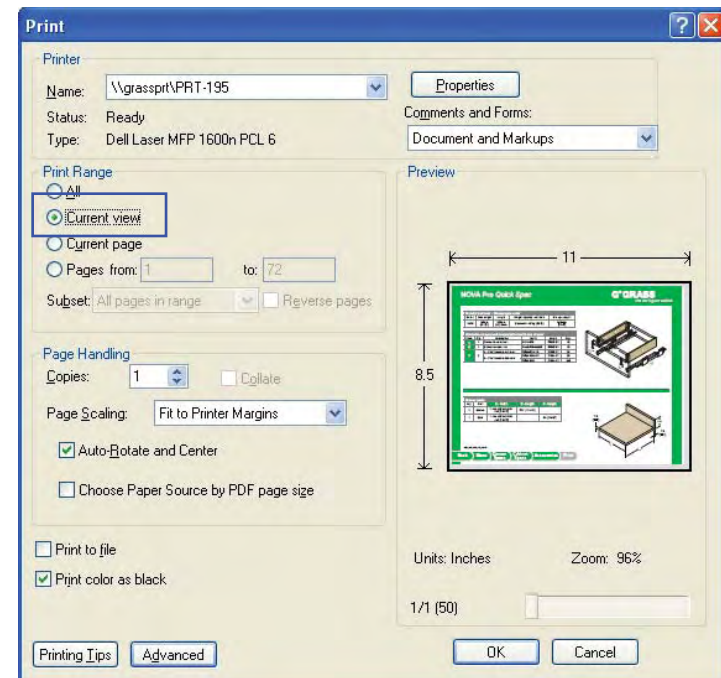 Print
Printer
Name: \\grassprt\PRT-195
Properties
Status: Ready
Comments and Forms:
Type: Dell Laser MFP 1600n PCL 6
Document and Markups
Print Range
All
Current view
Current page
Pages from: 1 to: 72
Subset: All pages in range Reverse pages
Page Handling
Copies: 1 Collate
Page Scaling: Fit to Printer Margins
Auto-Rotate and Center
Choose Paper Source by PDF page size
Print to file
Print color as black
Preview
11
8.5
NOVA Pro Quick Spec
GRASS
Units: Inches Zoom: 96%
1/1 (50)
Printing Tips Advanced OK Cancel